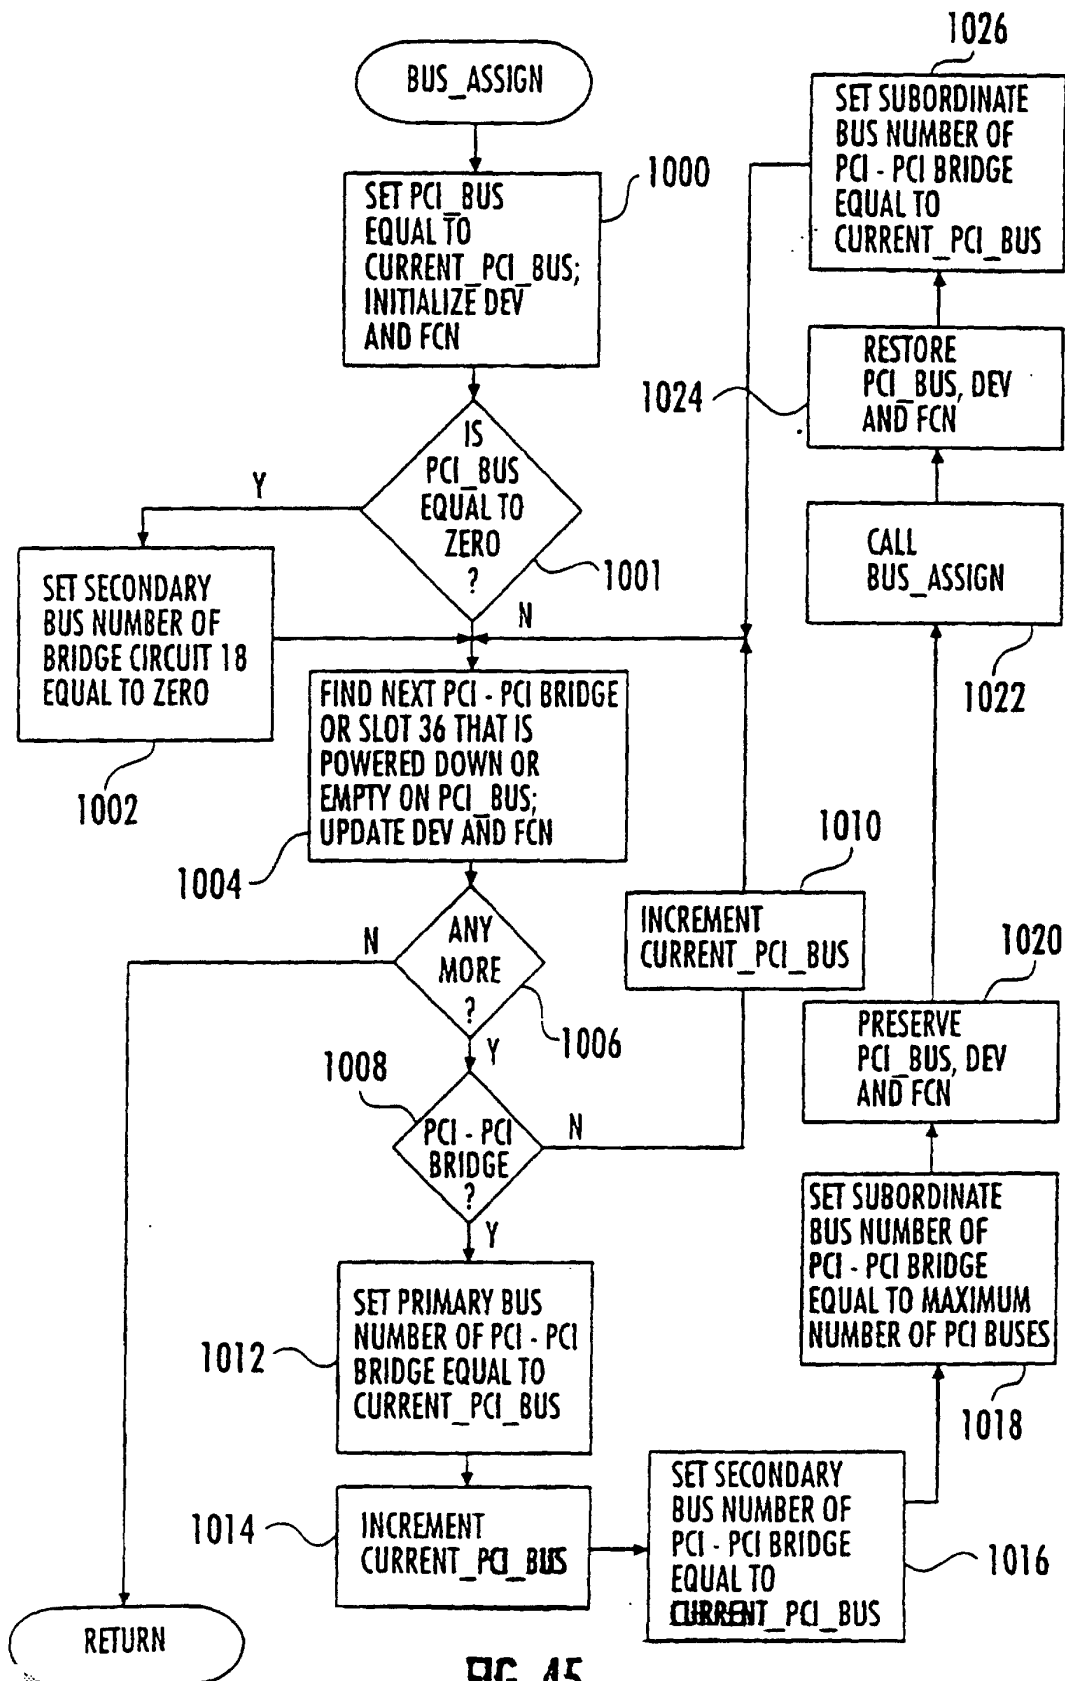 BUS_ASSIGN
SET PCI_BUS
EQUAL TO
CURRENT_PCI_BUS;
INITIALIZE DEV
AND FCN
1000
IS
PCI_BUS
EQUAL TO
ZERO
?
1001
Y
N
SET SECONDARY
BUS NUMBER OF
BRIDGE CIRCUIT 18
EQUAL TO ZERO
1002
FIND NEXT PCI - PCI BRIDGE
OR SLOT 36 THAT IS
POWERED DOWN OR
EMPTY ON PCI_BUS;
UPDATE DEV AND FCN
1004
ANY
MORE
?
1006
N
Y
1008
PCI - PCI
BRIDGE
?
N
Y
1010
INCREMENT
CURRENT_PCI_BUS
SET PRIMARY BUS
NUMBER OF PCI - PCI
BRIDGE EQUAL TO
CURRENT_PCI_BUS
1012
INCREMENT
CURRENT_PCI_BUS
1014
SET SECONDARY
BUS NUMBER OF
PCI - PCI BRIDGE
EQUAL TO
CURRENT_PCI_BUS
1016
SET SUBORDINATE
BUS NUMBER OF
PCI - PCI BRIDGE
EQUAL TO MAXIMUM
NUMBER OF PCI BUSES
1018
PRESERVE
PCI_BUS, DEV
AND FCN
1020
CALL
BUS_ASSIGN
1022
RESTORE
PCI_BUS, DEV
AND FCN
1024
SET SUBORDINATE
BUS NUMBER OF
PCI - PCI BRIDGE
EQUAL TO
CURRENT_PCI_BUS
1026
RETURN
FIG. 45